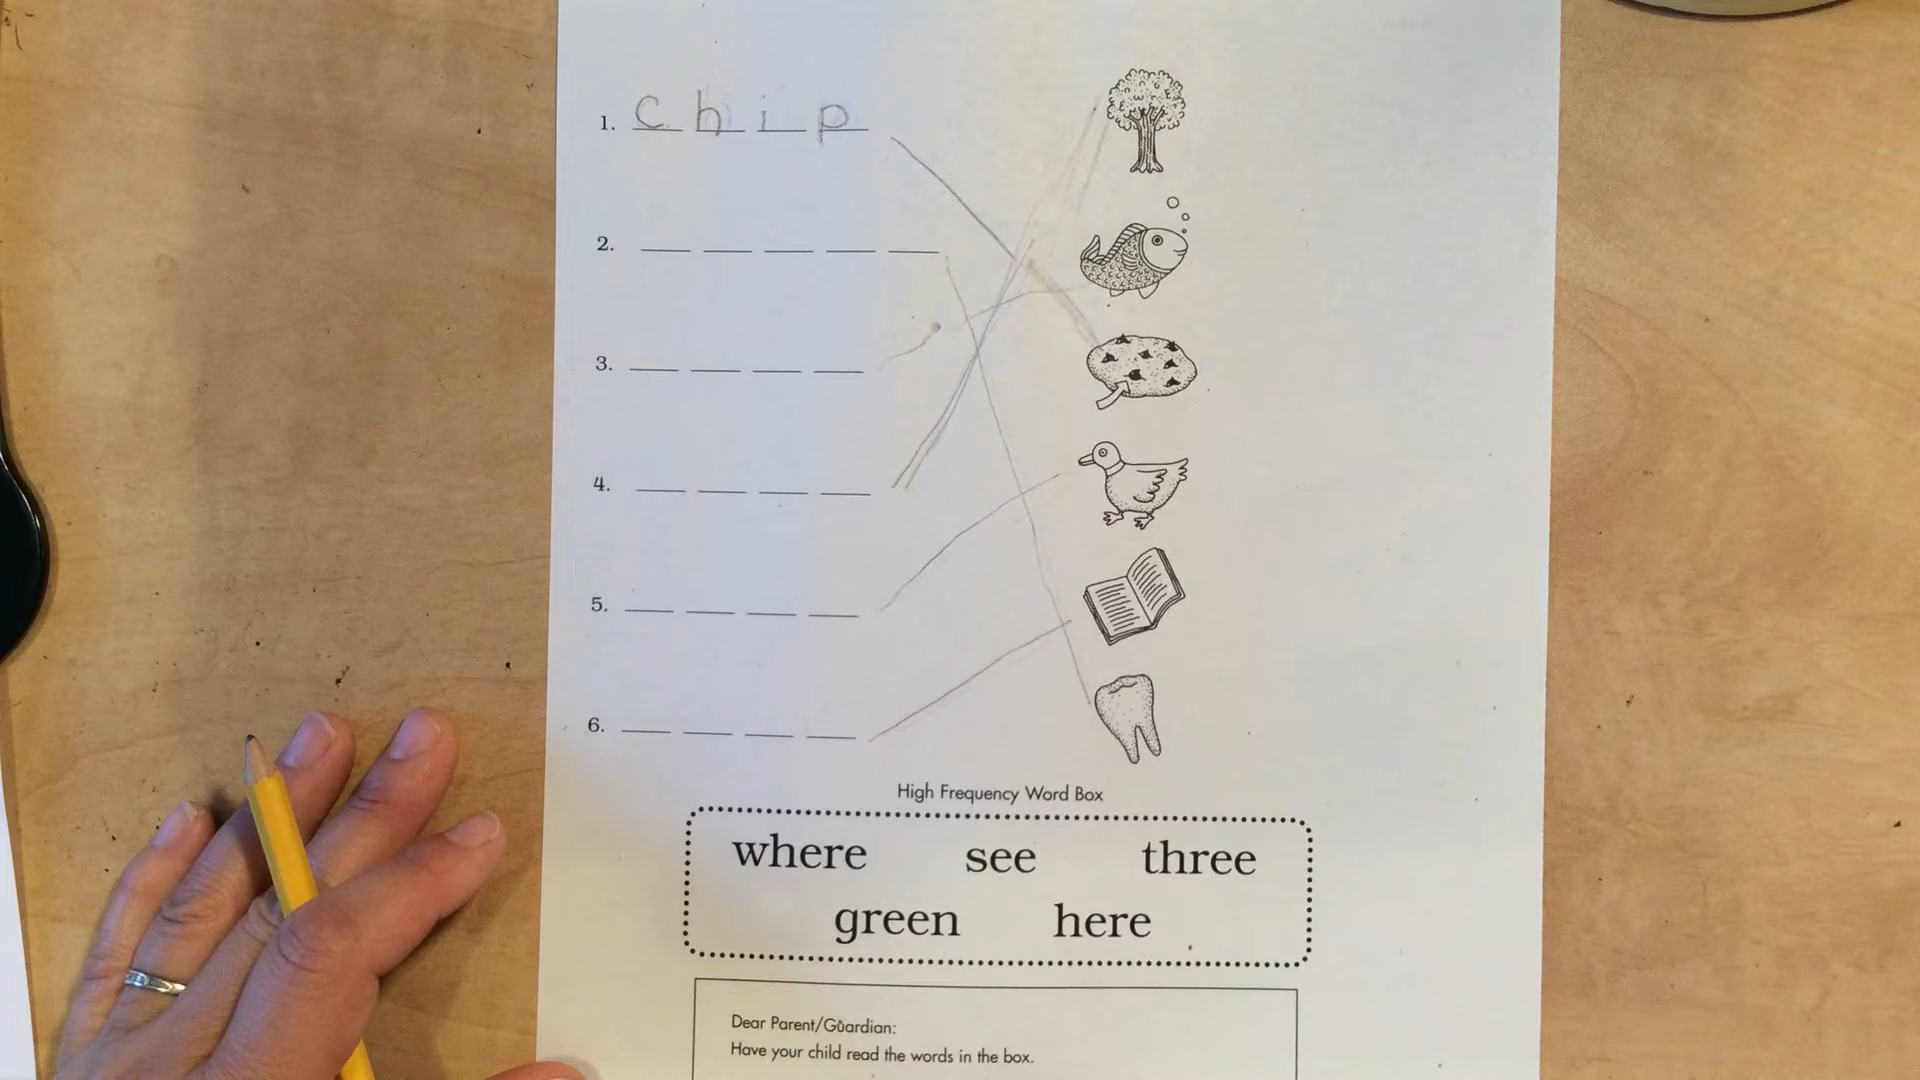 1. chip
2.
3.
4.
5.
6.
High Frequency Word Box
where see three
green here
Dear Parent/Guardian:
Have your child read the words in the box.